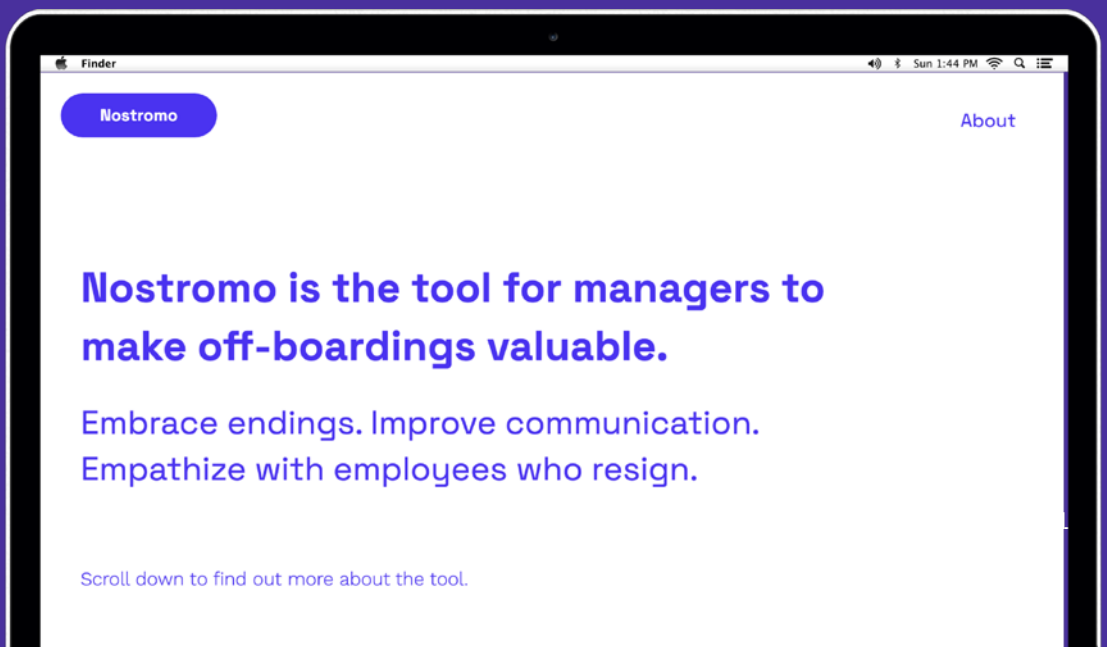 Finder
Sun 1:44 PM
Nostromo
About
Nostromo is the tool for managers to
make off-boardings valuable.
Embrace endings. Improve communication.
Empathize with employees who resign.
Scroll down to find out more about the tool.